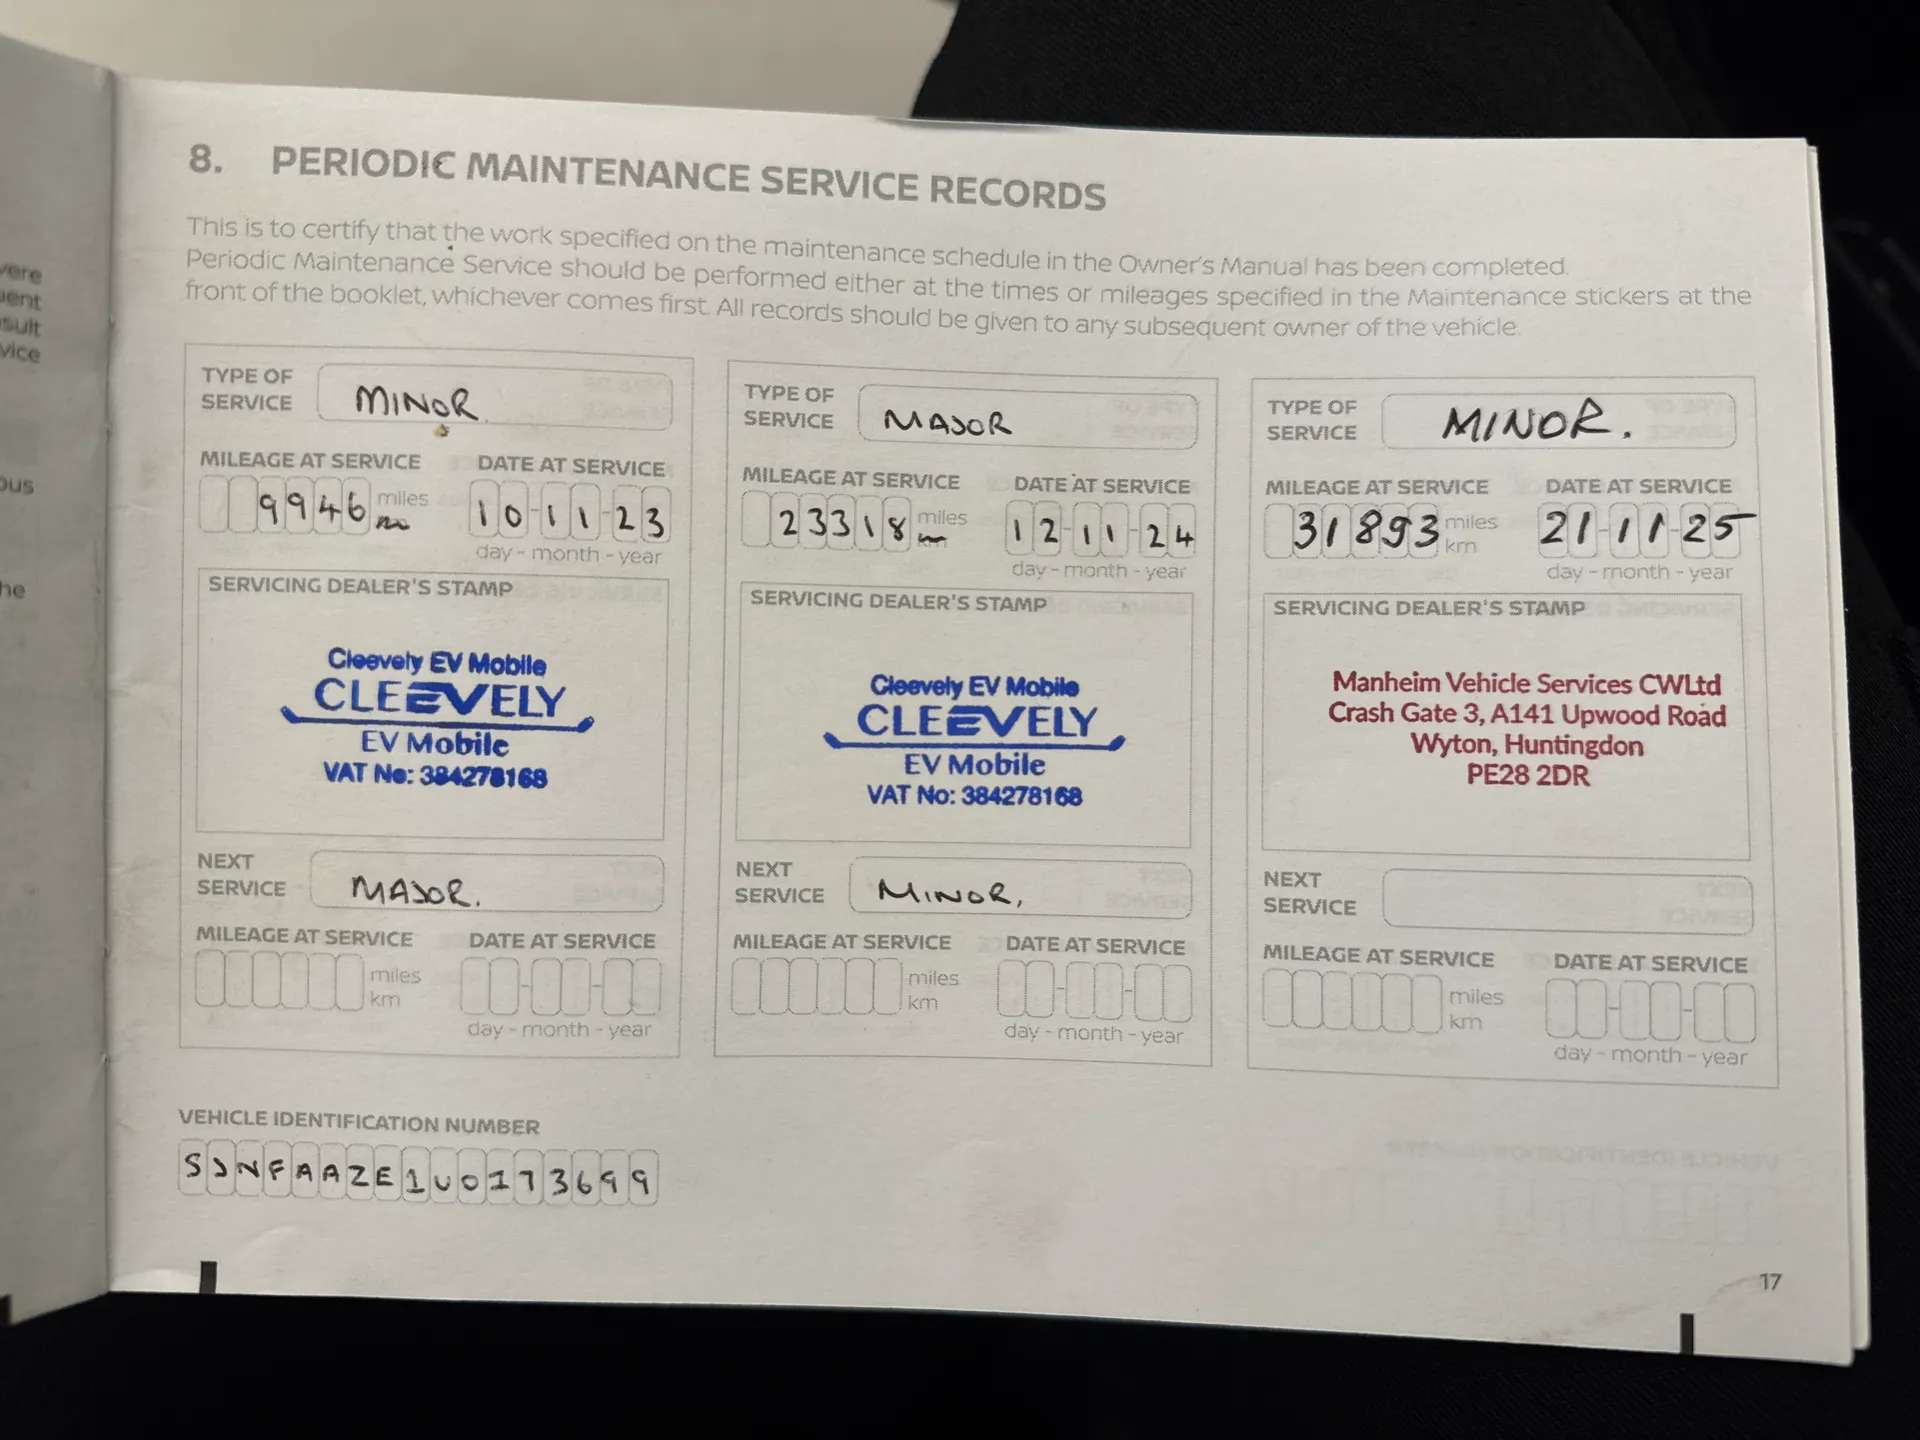 8. PERIODIC MAINTENANCE SERVICE RECORDS
This is to certify that the work specified on the maintenance schedule in the Owner's Manual has been completed.
Periodic Maintenance Service should be performed either at the times or mileages specified in the Maintenance stickers at the
front of the booklet, whichever comes first. All records should be given to any subsequent owner of the vehicle.
TYPE OF
SERVICE
MINOR.
MILEAGE AT SERVICE
DATE AT SERVICE
9946 miles
10-11-23
day - month - year
SERVICING DEALER'S STAMP
Cleevely EV Mobile
CLEEVELY
EV Mobile
VAT No: 384278168
NEXT
SERVICE
MAJOR.
MILEAGE AT SERVICE
DATE AT SERVICE
miles
km
day - month - year
TYPE OF
SERVICE
MAJOR
MILEAGE AT SERVICE
DATE AT SERVICE
23318 miles
km
12-11-24
day - month - year
SERVICING DEALER'S STAMP
Cleevely EV Mobile
CLEEVELY
EV Mobile
VAT No: 384278168
NEXT
SERVICE
MINOR,
MILEAGE AT SERVICE
DATE AT SERVICE
miles
km
day - month - year
TYPE OF
SERVICE
MINOR.
MILEAGE AT SERVICE
DATE AT SERVICE
31893 miles
km
21-11-25
day - month - year
SERVICING DEALER'S STAMP
Manheim Vehicle Services CWLtd
Crash Gate 3, A141 Upwood Road
Wyton, Huntingdon
PE28 2DR
NEXT
SERVICE
MILEAGE AT SERVICE
DATE AT SERVICE
miles
km
day - month - year
VEHICLE IDENTIFICATION NUMBER
SJNFAAZE1U0173699
17